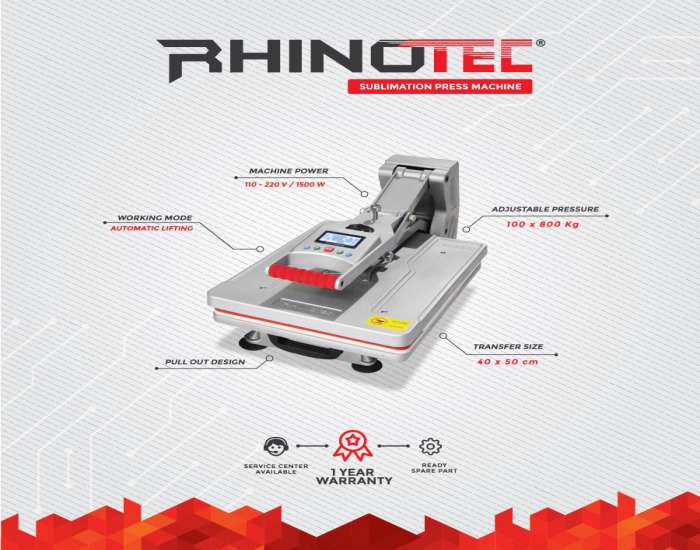 RHINOTEC®
SUBLIMATION PRESS MACHINE
MACHINE POWER
110 - 220 V / 1500 W
WORKING MODE
AUTOMATIC LIFTING
ADJUSTABLE PRESSURE
100 x 800 Kg
PULL OUT DESIGN
TRANSFER SIZE
40 x 50 cm
SERVICE CENTER
AVAILABLE
1 YEAR
WARRANTY
READY
SPARE PART